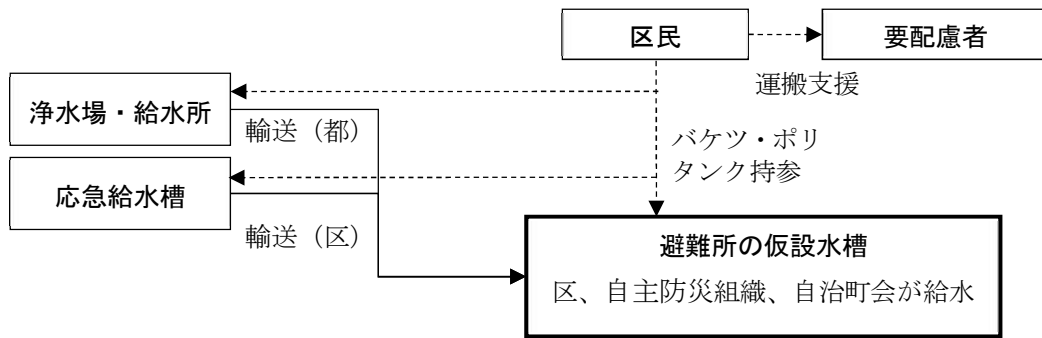 区民
要配慮者
運搬支援
浄水場・給水所
輸送（都）
バケツ・ポリ
タンク持参
応急給水槽
輸送（区）
避難所の仮設水槽
区、自主防災組織、自治町会が給水